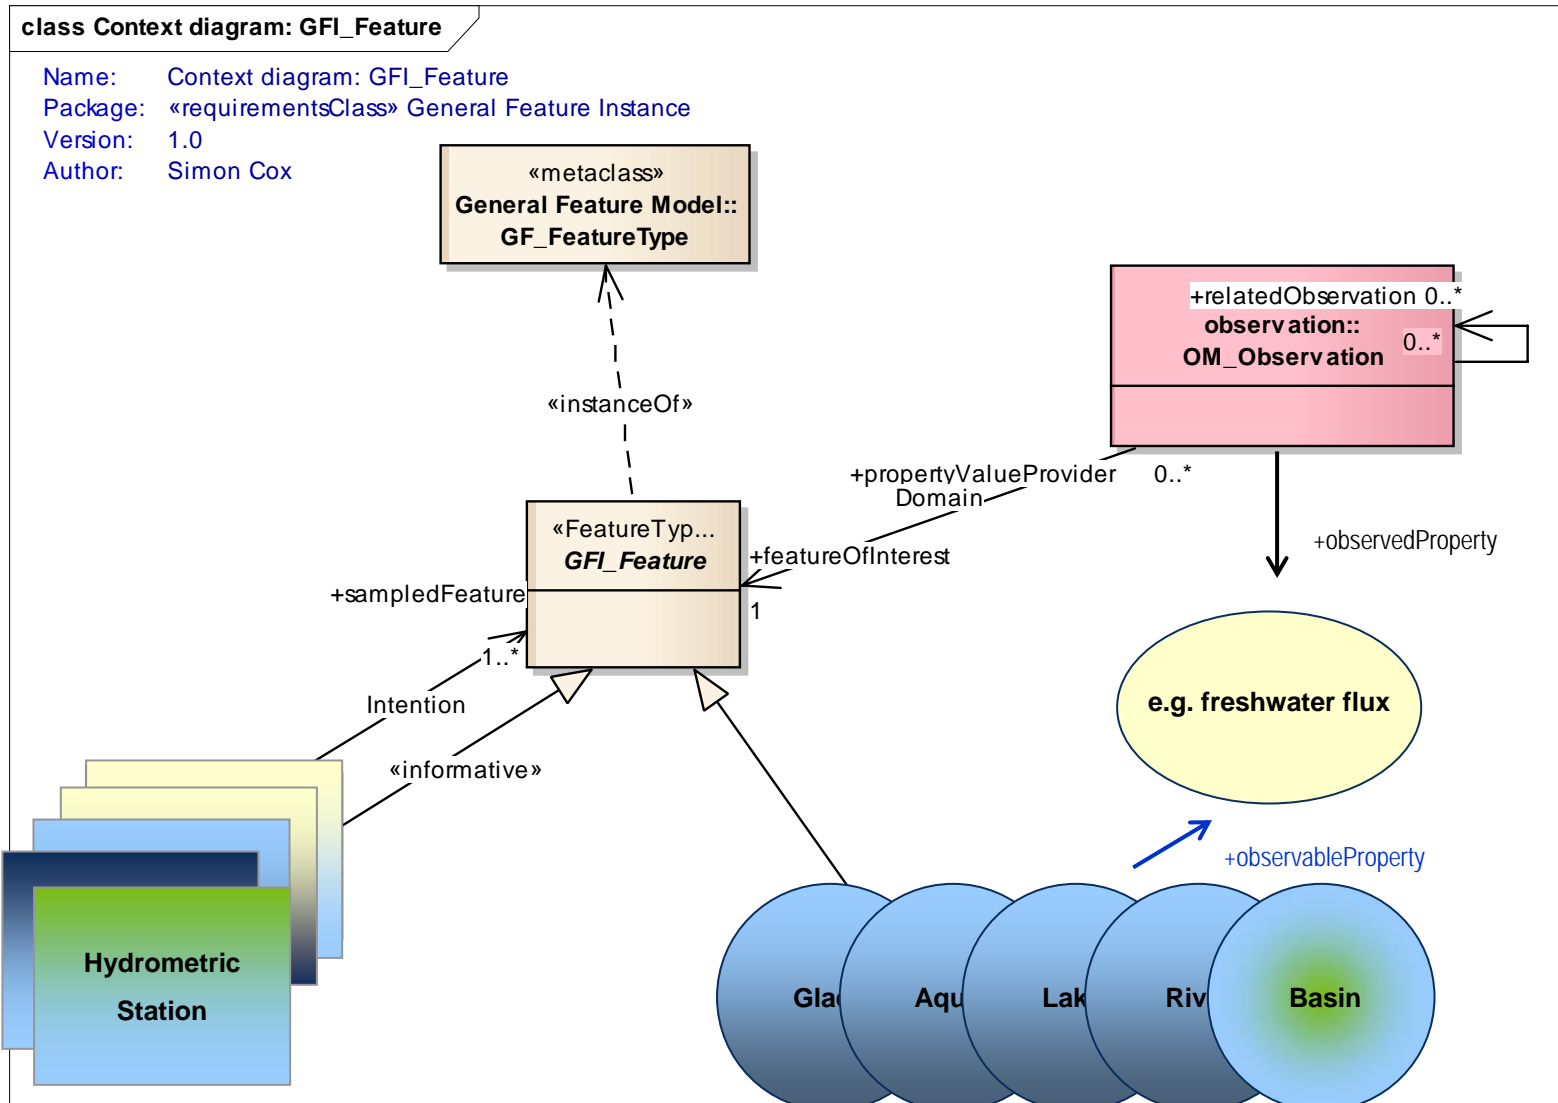 class Context diagram: GFI_Feature
Name: Context diagram: GFI_Feature
Package: «requirementsClass» General Feature Instance
Version: 1.0
Author: Simon Cox
«metaclass»
General Feature Model::
GF_FeatureType
+relatedObservation 0..*
observation::
OM_Observation
0..*
«instanceOf»
+propertyValueProvider
0..*
Domain
«FeatureTyp...
GFI_Feature
+featureOfInterest
1
+observedProperty
+sampledFeature
1..*
Intention
«informative»
e.g. freshwater flux
+observableProperty
Hydrometric
Station
Glac
Aqu
Lak
Riv
Basin